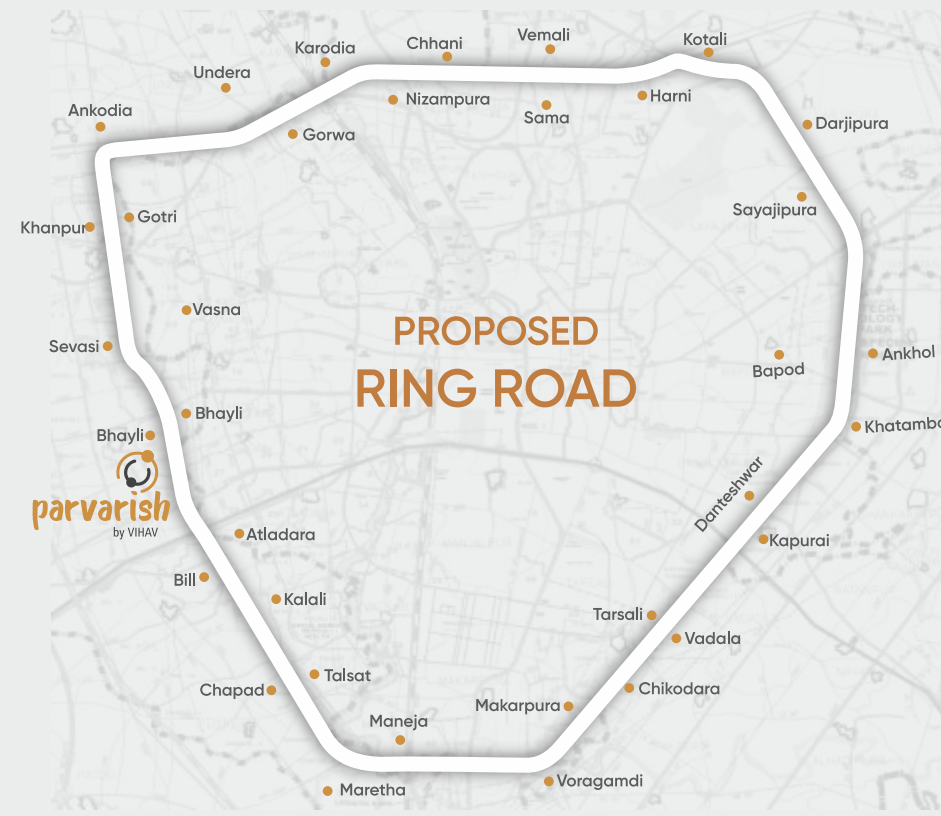 Vemali
Kotali
Chhani
Karodia
Undera
Nizampura
Harni
Ankodia
Sama
Darjipura
Gorwa
Sayajipura
Gotri
Khanpur
Vasna
PROPOSED
RING ROAD
Sevasi
Ankhol
Bapod
Bhayli
Khatamba
Bhayli
parvarish
by VIHAV
Danteshwar
Atladara
Kapurai
Bill
Kalali
Tarsali
Vadala
Talsat
Chapad
Chikodara
Makarpura
Maneja
Voragamdi
Maretha